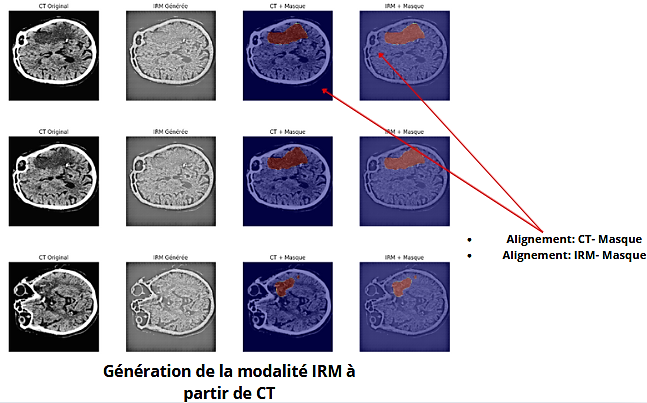 CT Original
IRM Générée
CT + Masque
IRM + Masque
CT Original
IRM Générée
CT + Masque
IRM + Masque
• Alignement: CT- Masque
• Alignement: IRM- Masque
CT Original
IRM Générée
CT + Masque
IRM + Masque
Génération de la modalité IRM à
partir de CT